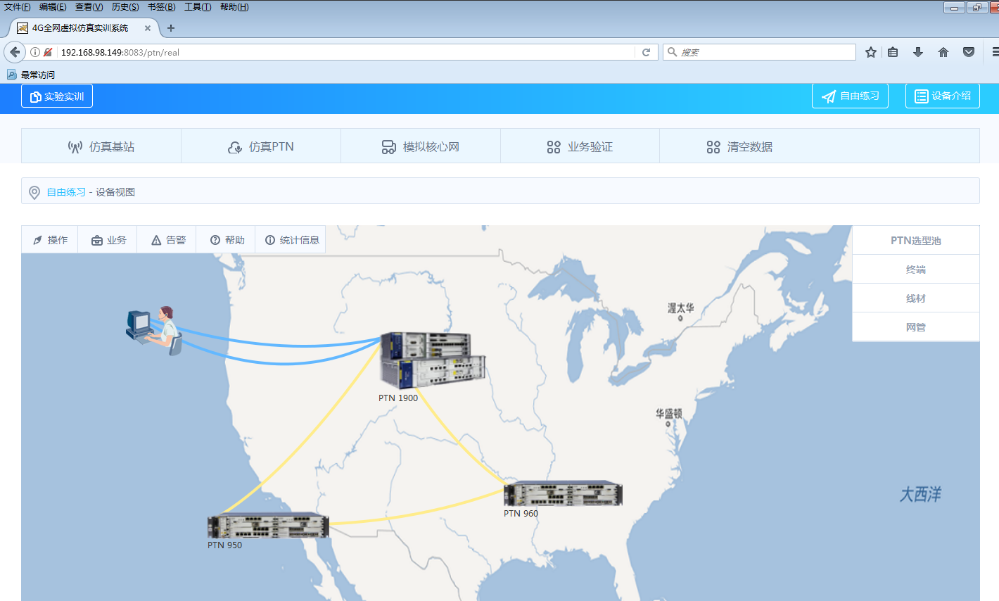 文件(F) 编辑(E) 查看(V) 历史(S) 书签(B) 工具(T) 帮助(H)
4G全网虚拟仿真实训系统
192.168.98.149:8083/ptn/real
搜索
最常访问
实验实训 自由练习 设备介绍
仿真基站 仿真PTN 模拟核心网 业务验证 清空数据
自由练习 - 设备视图
操作 业务 告警 帮助 统计信息
PTN选型池
终端
线材
网管
渥太华
PTN 1900
华盛顿
大西洋
PTN 960
PTN 950